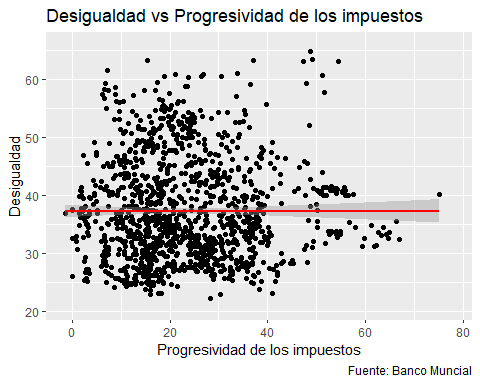 Desigualdad vs Progresividad de los impuestos
Desigualdad
60
50
40
30
20
0
20
40
60
80
Progresividad de los impuestos
Fuente: Banco Muncial